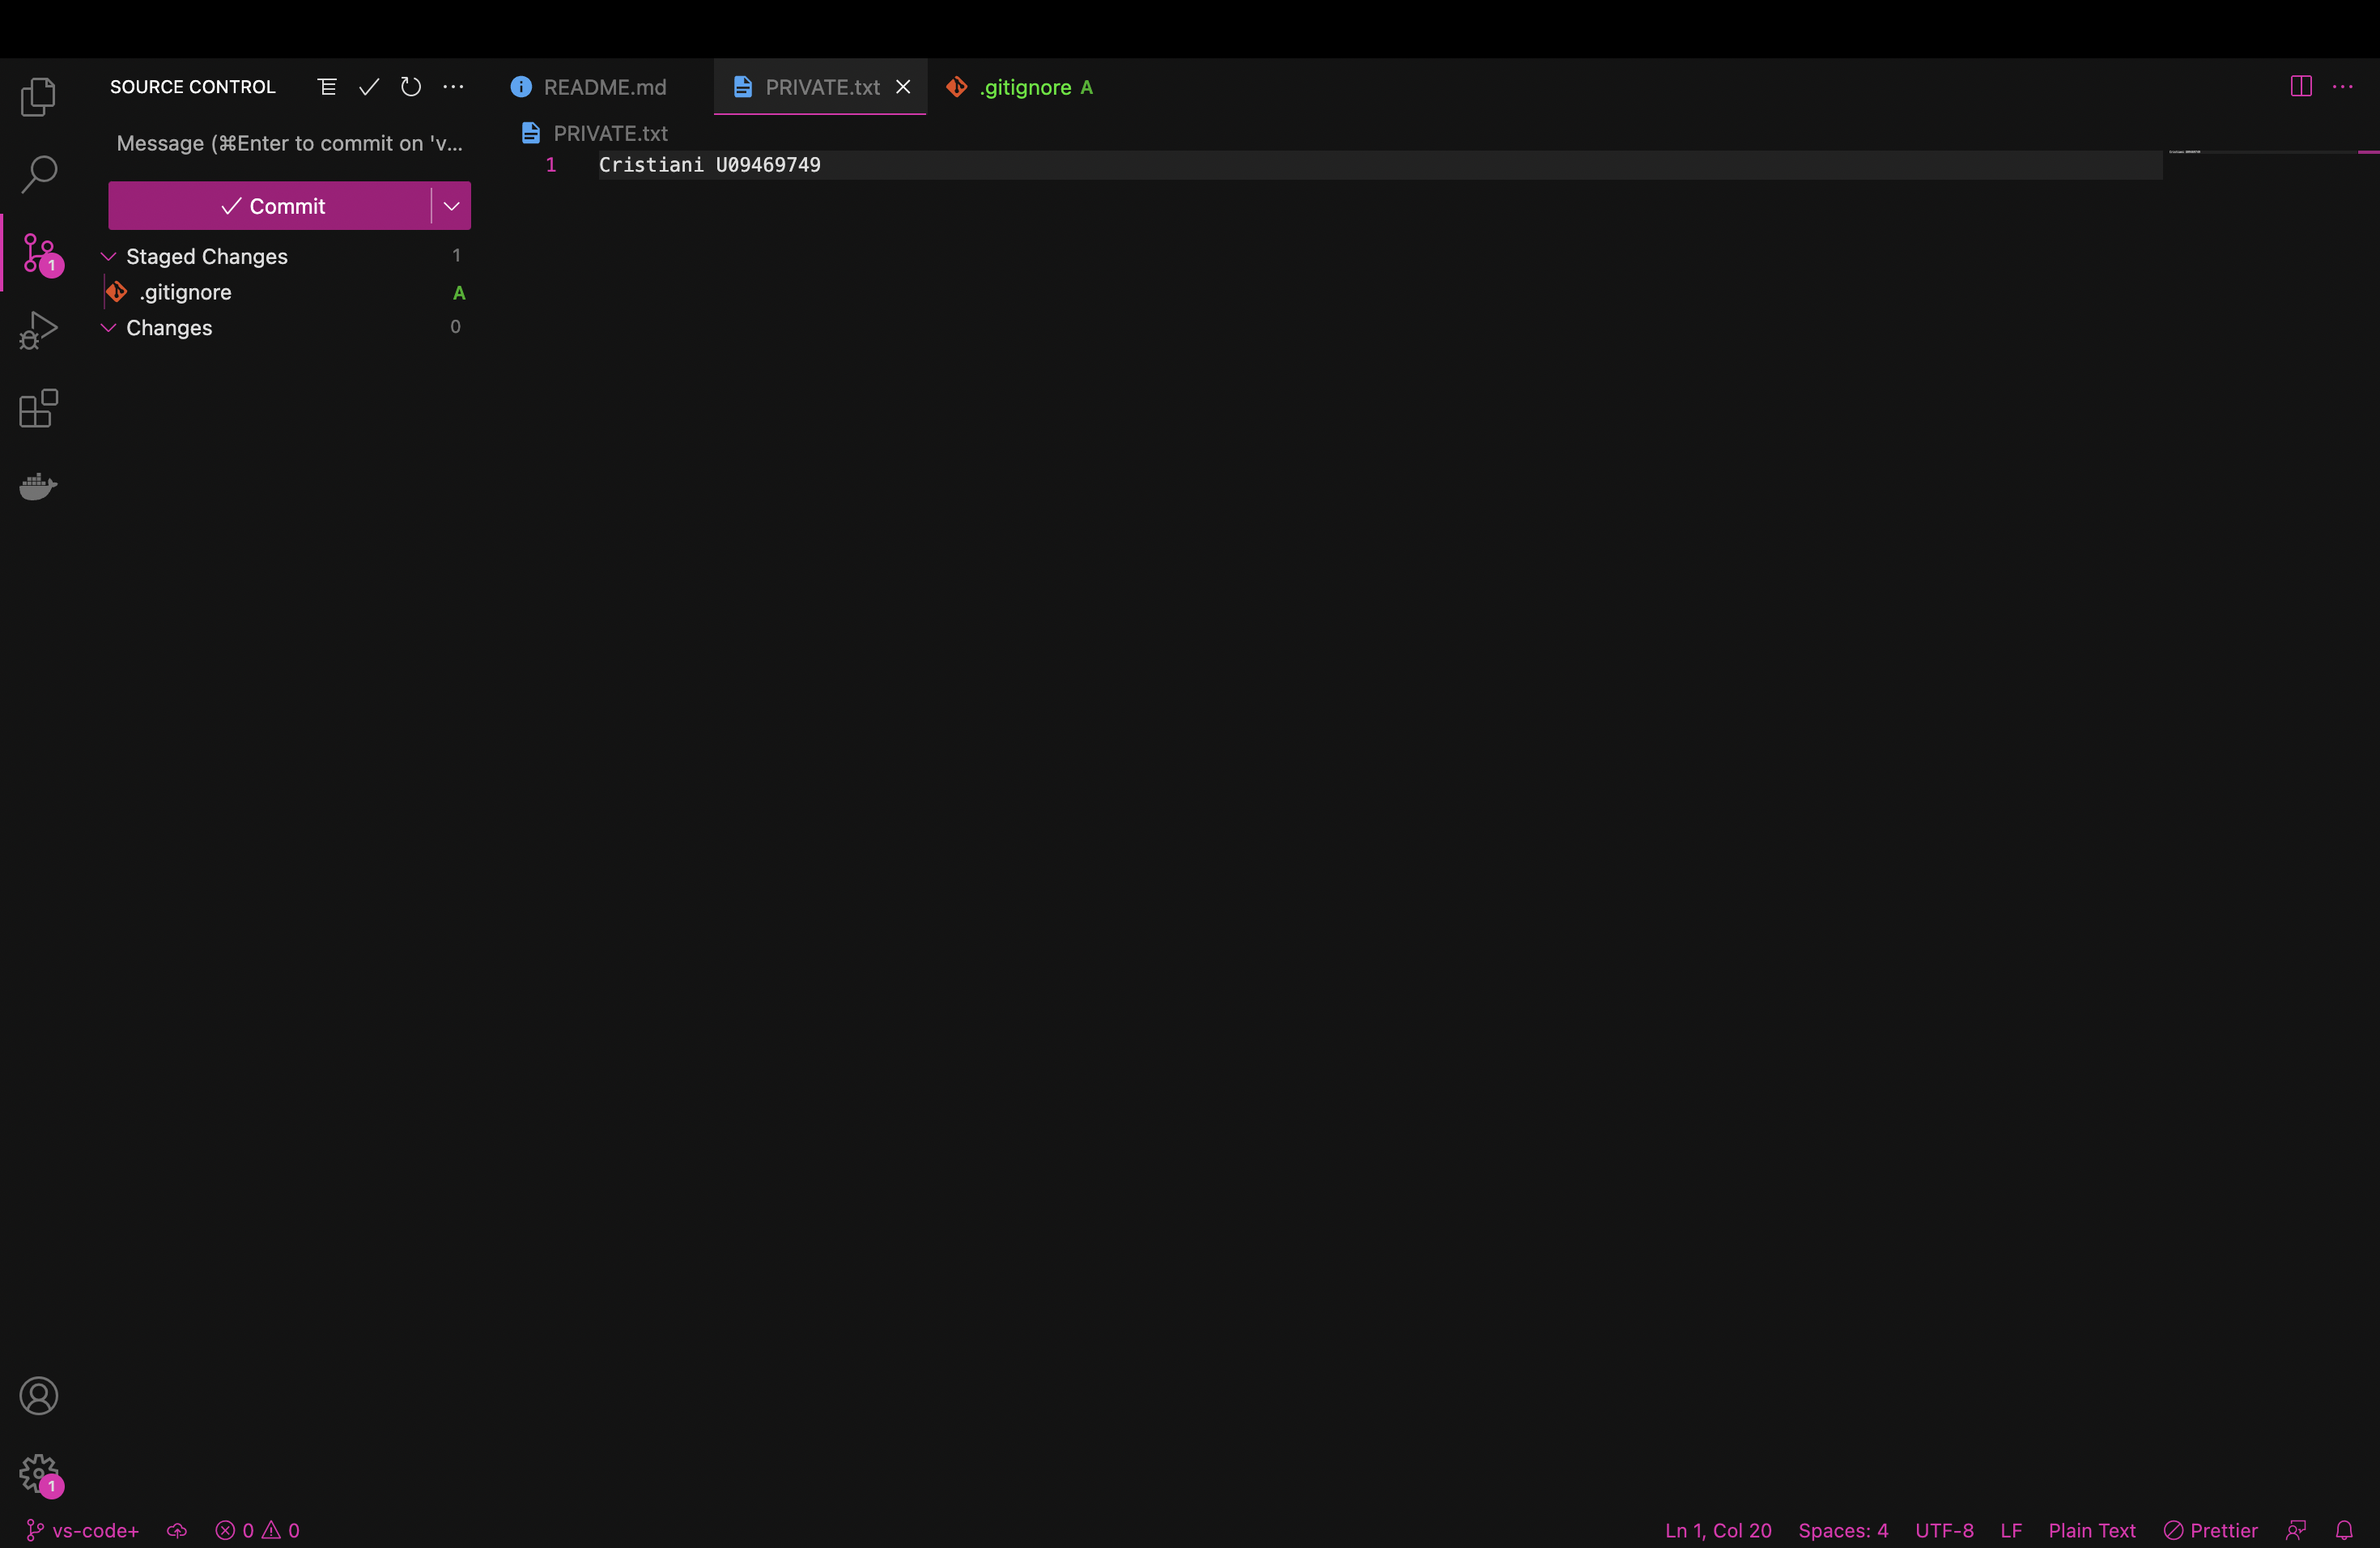 SOURCE CONTROL
README.md
PRIVATE.txt
.gitignore A
Message (⌘Enter to commit on 'v...
PRIVATE.txt
1 Cristiani U09469749
Commit
Staged Changes 1
1
.gitignore A
Changes 0
1
vs-code+ 0 0 Ln 1, Col 20 Spaces: 4 UTF-8 LF Plain Text Prettier